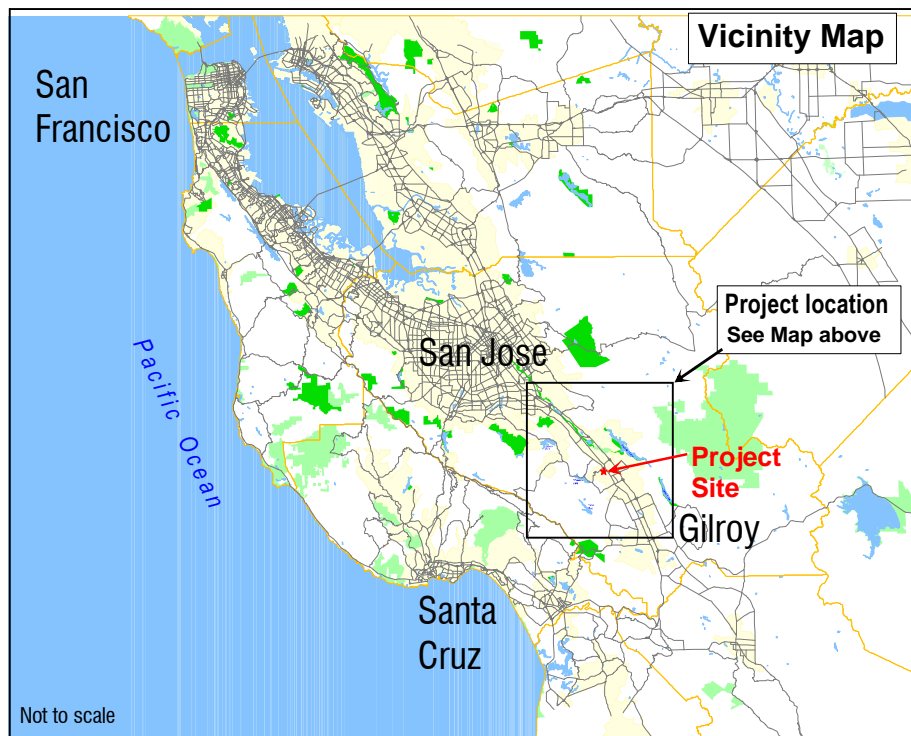 Vicinity Map
San
Francisco
Project location
See Map above
San Jose
Pacific Ocean
Project
Site
Gilroy
Santa
Cruz
Not to scale